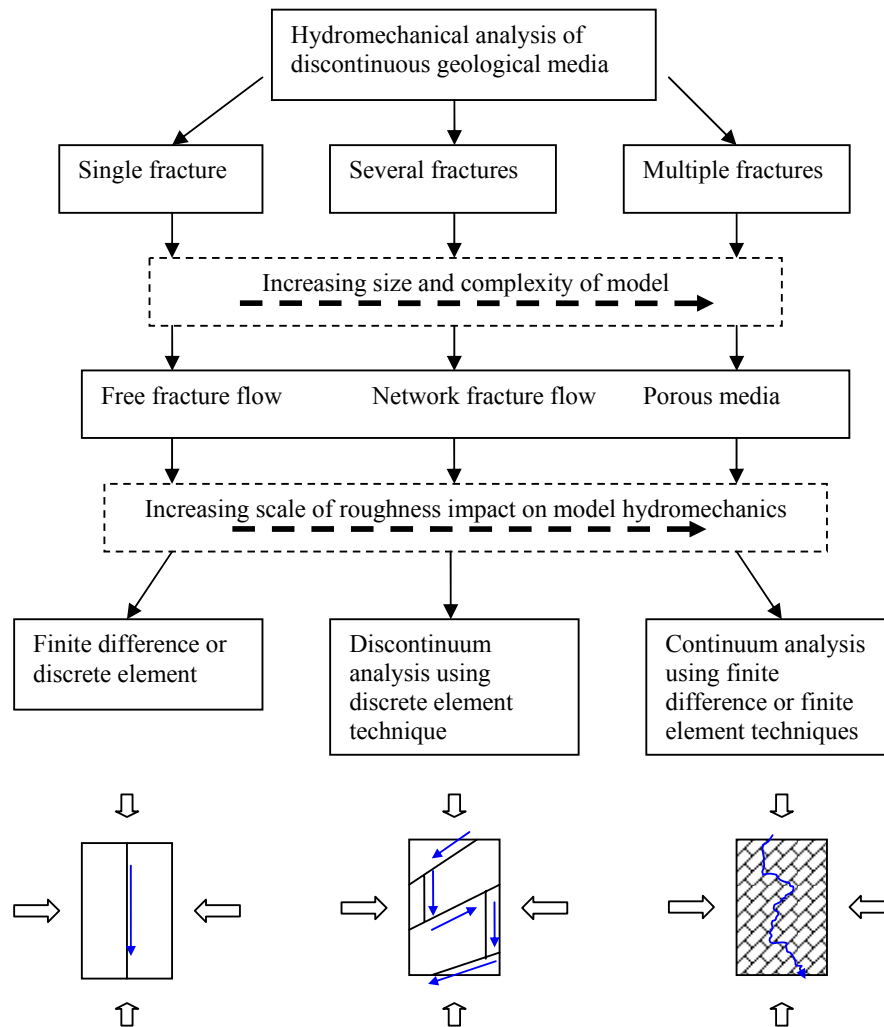 Hydromechanical analysis of
discontinuous geological media
Single fracture
Several fractures
Multiple fractures
Increasing size and complexity of model
Free fracture flow
Network fracture flow
Porous media
Increasing scale of roughness impact on model hydromechanics
Finite difference or
discrete element
Discontinuum
analysis using
discrete element
technique
Continuum analysis
using finite
difference or finite
element techniques